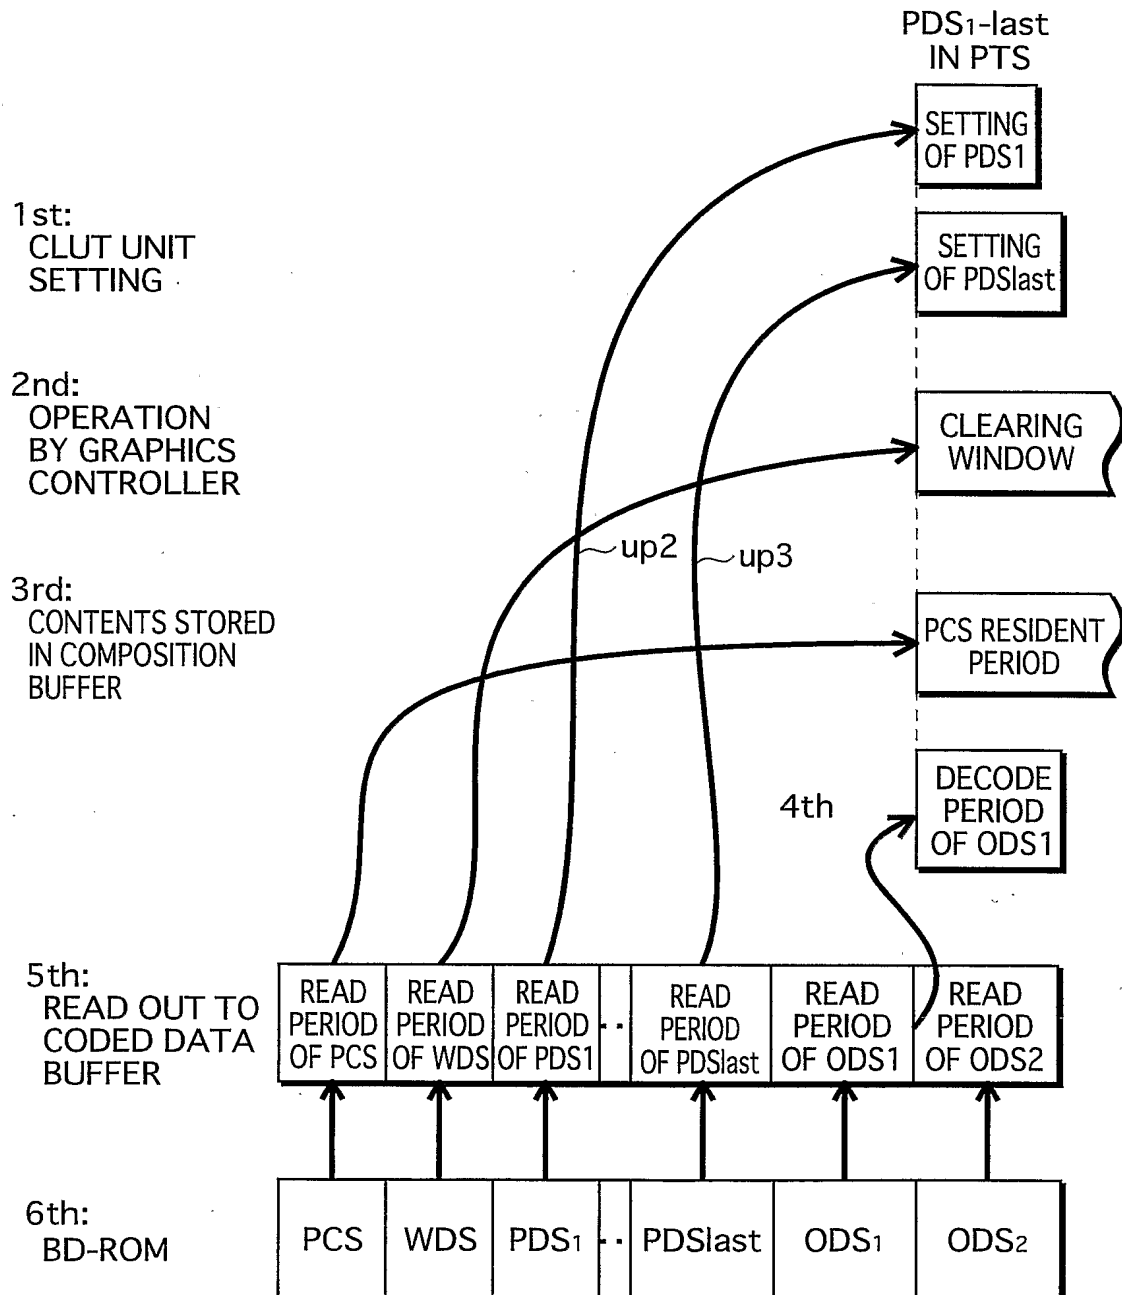 PDS1-last
IN PTS
SETTING
OF PDS1
1st:
CLUT UNIT
SETTING
SETTING
OF PDSlast
2nd:
OPERATION
BY GRAPHICS
CONTROLLER
CLEARING
WINDOW
up2
up3
3rd:
CONTENTS STORED
IN COMPOSITION
BUFFER
PCS RESIDENT
PERIOD
4th
DECODE
PERIOD
OF ODS1
5th:
READ OUT TO
CODED DATA
BUFFER
READ
PERIOD
OF PCS
READ
PERIOD
OF WDS
READ
PERIOD
OF PDS1
··
READ
PERIOD
OF PDSlast
READ
PERIOD
OF ODS1
READ
PERIOD
OF ODS2
6th:
BD-ROM
PCS
WDS
PDS1
··
PDSlast
ODS1
ODS2